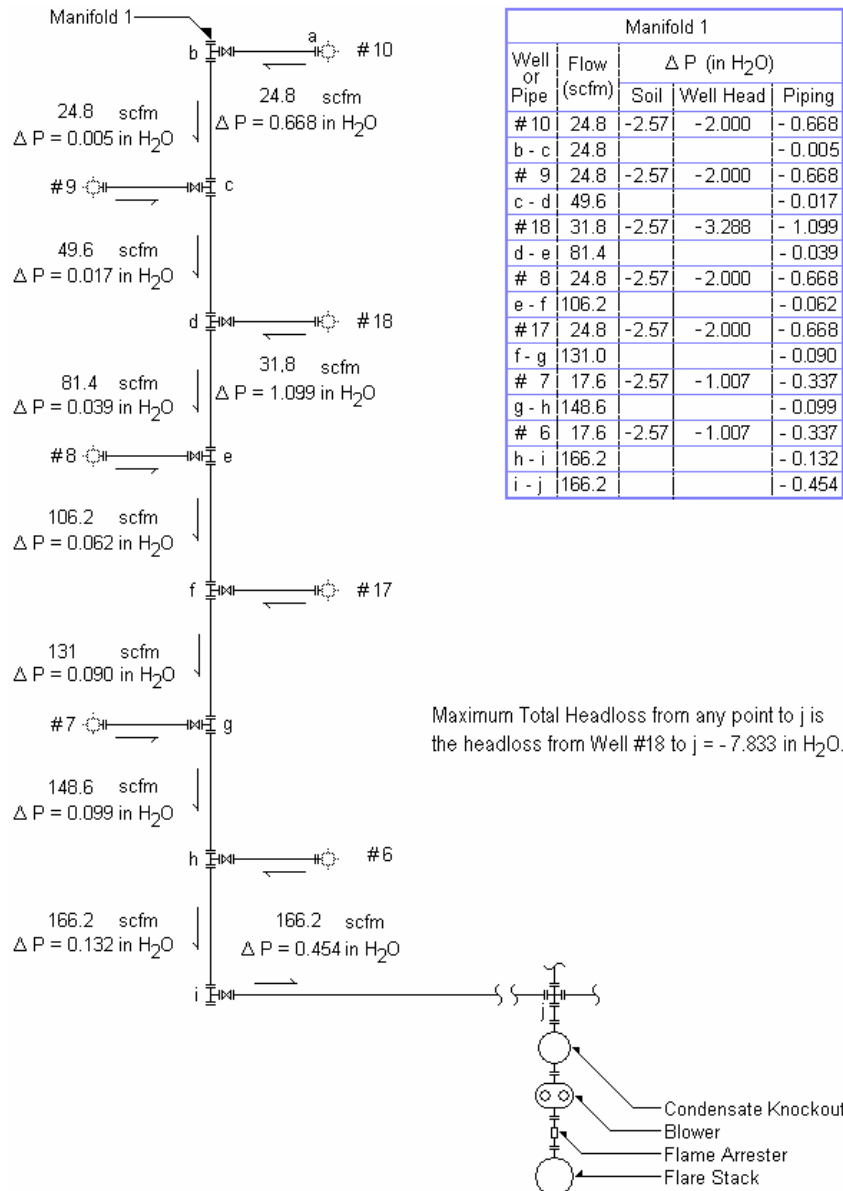 Manifold 1
b
a
#10
24.8 scfm
Δ P = 0.005 in H2O
24.8 scfm
Δ P = 0.668 in H2O
#9
c
49.6 scfm
Δ P = 0.017 in H2O
d
#18
81.4 scfm
Δ P = 0.039 in H2O
31.8 scfm
Δ P = 1.099 in H2O
#8
e
106.2 scfm
Δ P = 0.062 in H2O
f
#17
131 scfm
Δ P = 0.090 in H2O
#7
g
148.6 scfm
Δ P = 0.099 in H2O
h
#6
166.2 scfm
Δ P = 0.132 in H2O
166.2 scfm
Δ P = 0.454 in H2O
i
j
Manifold 1
Well or Pipe Flow (scfm) Δ P (in H2O)
Soil Well Head Piping
#10 24.8 -2.57 -2.000 - 0.668
b - c 24.8 - 0.005
# 9 24.8 -2.57 -2.000 - 0.668
c - d 49.6 - 0.017
#18 31.8 -2.57 -3.288 - 1.099
d - e 81.4 - 0.039
# 8 24.8 -2.57 -2.000 - 0.668
e - f 106.2 - 0.062
#17 24.8 -2.57 -2.000 - 0.668
f - g 131.0 - 0.090
# 7 17.6 -2.57 -1.007 - 0.337
g - h 148.6 - 0.099
# 6 17.6 -2.57 -1.007 - 0.337
h - i 166.2 - 0.132
i - j 166.2 - 0.454
Maximum Total Headloss from any point to j is
the headloss from Well #18 to j = - 7.833 in H2O.
Condensate Knockout
Blower
Flame Arrester
Flare Stack